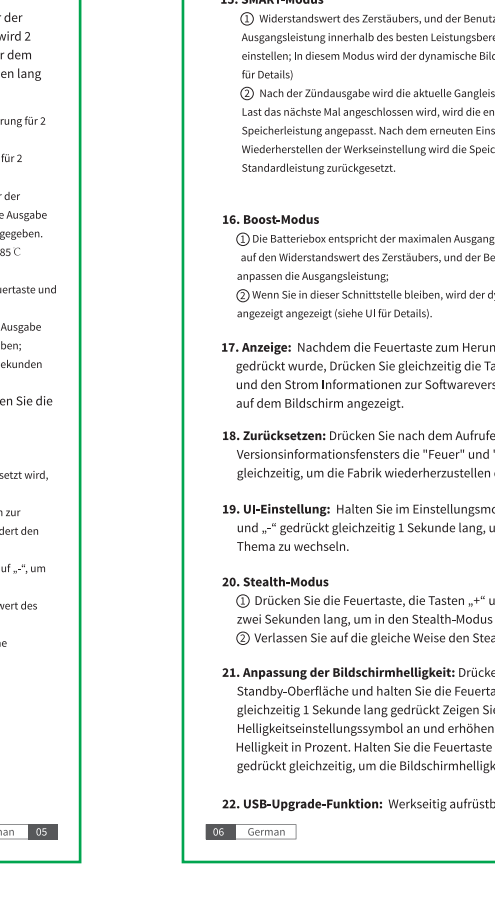 der
wird 2
r dem
en lang
rung für 2
für 2
der
e Ausgabe
gegeben.
85 C
uertaste und
Ausgabe
ben;
ekunden
en Sie die
setzt wird,
zur
dert den
uf „-“, um
wert des
ne
man 05
15. SMART-Modus
① Widerstandswert des Zerstäubers, und der Benutz
Ausgangsleistung innerhalb des besten Leistungsbere
einstellen; In diesem Modus wird der dynamische Bild
für Details)
② Nach der Zündausgabe wird die aktuelle Gangleis
Last das nächste Mal angeschlossen wird, wird die en
Speicherleistung angepasst. Nach dem erneuten Eins
Wiederherstellen der Werkseinstellung wird die Speic
Standardleistung zurückgesetzt.
16. Boost-Modus
① Die Batteriebox entspricht der maximalen Ausgang
auf den Widerstandswert des Zerstäubers, und der Be
anpassen die Ausgangsleistung;
② Wenn Sie in dieser Schnittstelle bleiben, wird der dy
angezeigt angezeigt (siehe UI für Details).
17. Anzeige: Nachdem die Feuertaste zum Herun
gedrückt wurde, Drücken Sie gleichzeitig die Ta
und den Strom Informationen zur Softwarevers
auf dem Bildschirm angezeigt.
18. Zurücksetzen: Drücken Sie nach dem Aufrufe
Versionsinformationsfensters die "Feuer" und "
gleichzeitig, um die Fabrik wiederherzustellen
19. UI-Einstellung: Halten Sie im Einstellungsmo
und „-“ gedrückt gleichzeitig 1 Sekunde lang, u
Thema zu wechseln.
20. Stealth-Modus
① Drücken Sie die Feuertaste, die Tasten „+“ u
zwei Sekunden lang, um in den Stealth-Modus
② Verlassen Sie auf die gleiche Weise den Stea
21. Anpassung der Bildschirmhelligkeit: Drücke
Standby-Oberfläche und halten Sie die Feuerta
gleichzeitig 1 Sekunde lang gedrückt Zeigen Sie
Helligkeitseinstellungssymbol an und erhöhen
Helligkeit in Prozent. Halten Sie die Feuertaste
gedrückt gleichzeitig, um die Bildschirmhelligk
22. USB-Upgrade-Funktion: Werkseitig aufrüstb
06 German